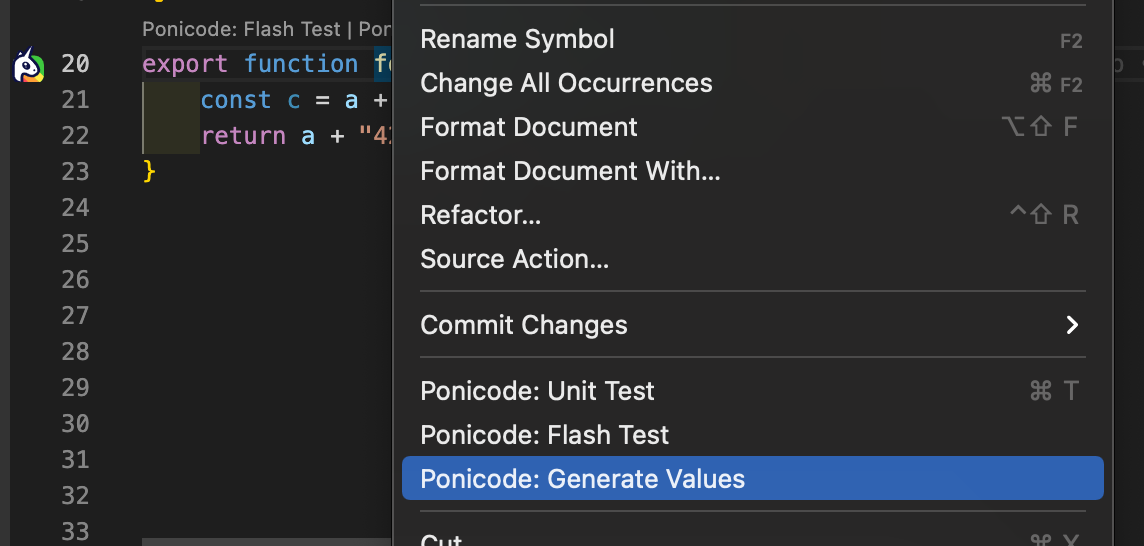 Ponicode: Flash Test | Pon
20 export function f
21 const c = a +
22 return a + "4
23 }
24
25
26
27
28
29
30
31
32
33
Rename Symbol F2
Change All Occurrences ⌘ F2
Format Document ⌥⇧ F
Format Document With...
Refactor... ^⇧ R
Source Action...
Commit Changes
Ponicode: Unit Test ⌘ T
Ponicode: Flash Test
Ponicode: Generate Values
Cut ⌘ X